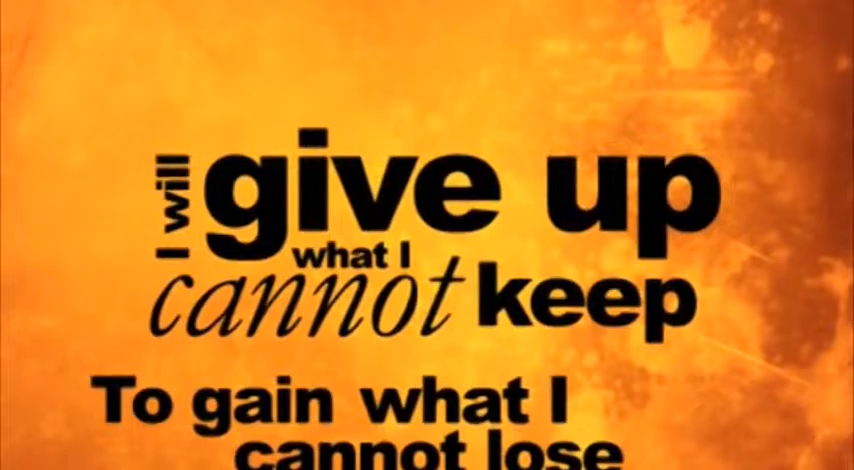 I will give up
what I
cannot keep
To gain what I
cannot lose